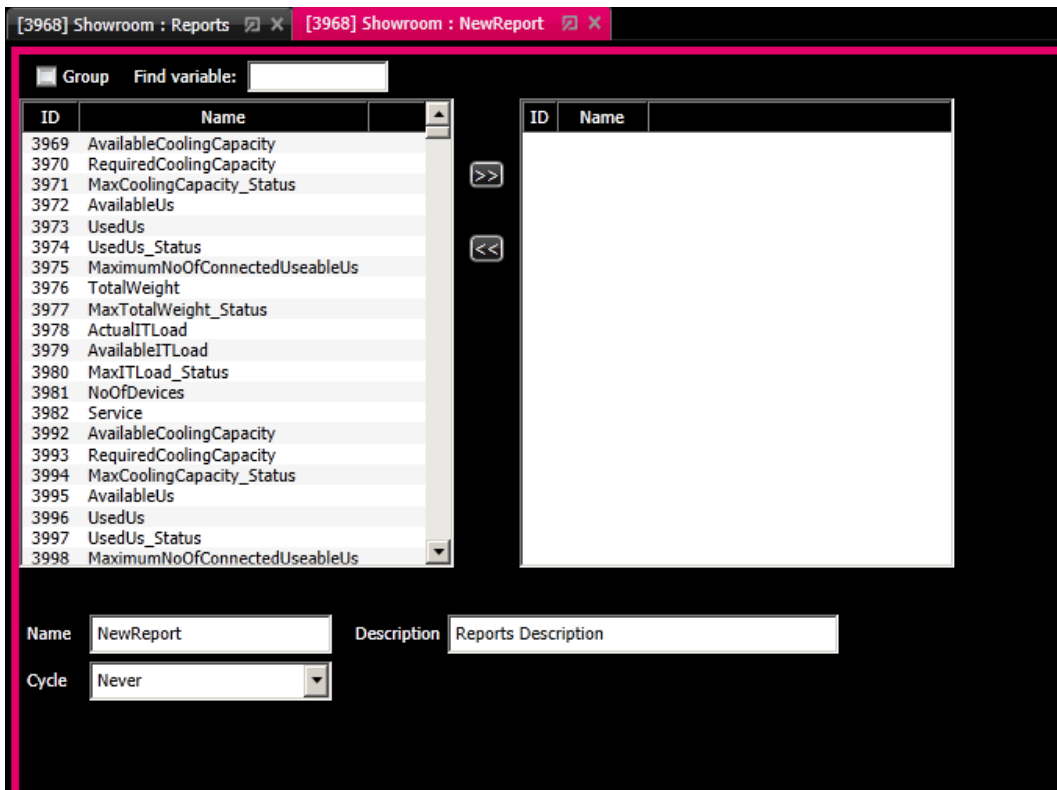 [3968] Showroom : Reports [3968] Showroom : NewReport
Group Find variable:
ID Name ID Name
3969 AvailableCoolingCapacity
3970 RequiredCoolingCapacity
3971 MaxCoolingCapacity_Status
3972 AvailableUs
3973 UsedUs
3974 UsedUs_Status
3975 MaximumNoOfConnectedUseableUs
3976 TotalWeight
3977 MaxTotalWeight_Status
3978 ActualITLoad
3979 AvailableITLoad
3980 MaxITLoad_Status
3981 NoOfDevices
3982 Service
3992 AvailableCoolingCapacity
3993 RequiredCoolingCapacity
3994 MaxCoolingCapacity_Status
3995 AvailableUs
3996 UsedUs
3997 UsedUs_Status
3998 MaximumNoOfConnectedUseableUs
>>
<<
Name NewReport Description Reports Description
Cycle Never